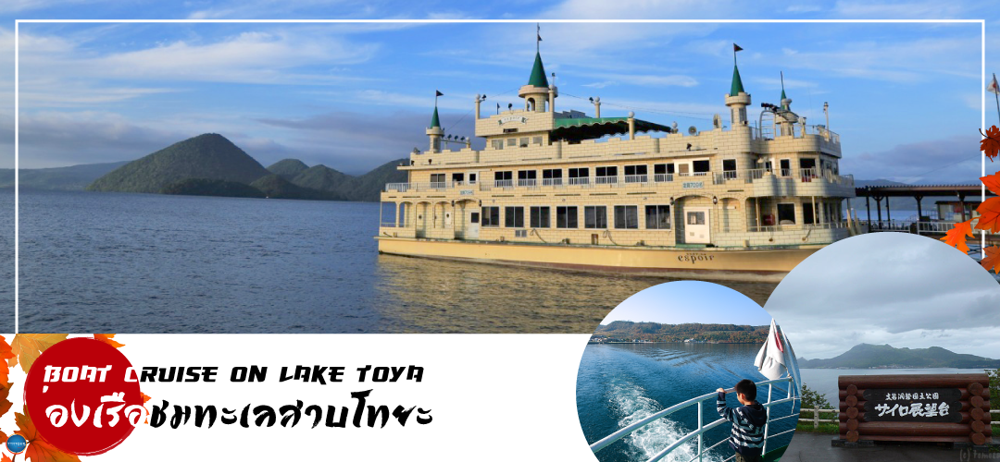 espoir
BOAT CRUISE ON LAKE TOYA
ล่องเรือชมทะเลสาบโทยะ
支笏洞爺国立公園
サイロ展望台